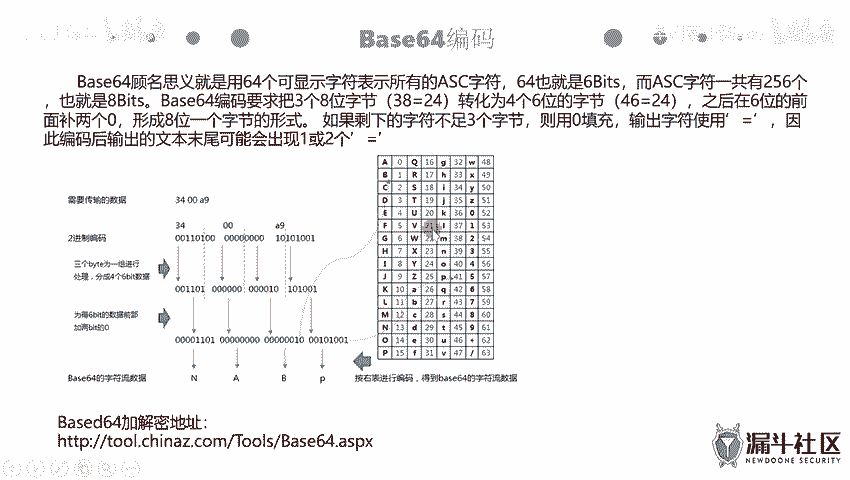 Base64编码
Base64顾名思义就是用64个可显示字符表示所有的ASC字符，64也就是6Bits，而ASC字符一共有256个
，也就是8Bits。Base64编码要求把3个8位字节（38=24）转化为4个6位的字节（46=24），之后在6位的前
面补两个0，形成8位一个字节的形式。 如果剩下的字符不足3个字节，则用0填充，输出字符使用’ =’ ，因
此编码后输出的文本末尾可能会出现1或2个’ =’
A 0 Q 16 g 32 w 48
B 1 R 17 h 33 x 49
C 2 S 18 i 34 y 50
D 3 T 19 j 35 z 51
E 4 U 20 k 36 0 52
F 5 V 21 l 37 1 53
G 6 W 22 m 38 2 54
H 7 X 23 n 39 3 55
I 8 Y 24 o 40 4 56
J 9 Z 25 p 41 5 57
K 10 a 26 q 42 6 58
L 11 b 27 r 43 7 59
M 12 c 28 s 44 8 60
N 13 d 29 t 45 9 61
O 14 e 30 u 46 + 62
P 15 f 31 v 47 / 63
需要传输的数据 34 00 a9
34 00 a9
2进制编码 00110100 00000000 10101001
三个byte为一组进行
处理，分成4个6bit数据
001101 000000 000010 101001
为每6bit的数据前部
加两bit的0
00001101 00000000 00000010 00101001
Base64的字符流数据 N A B p 按右表进行编码，得到base64的字符流数据
Based64加解密地址：
http://tool.chinaz.com/Tools/Base64.aspx
漏斗社区
NEWDOONE SECURITY